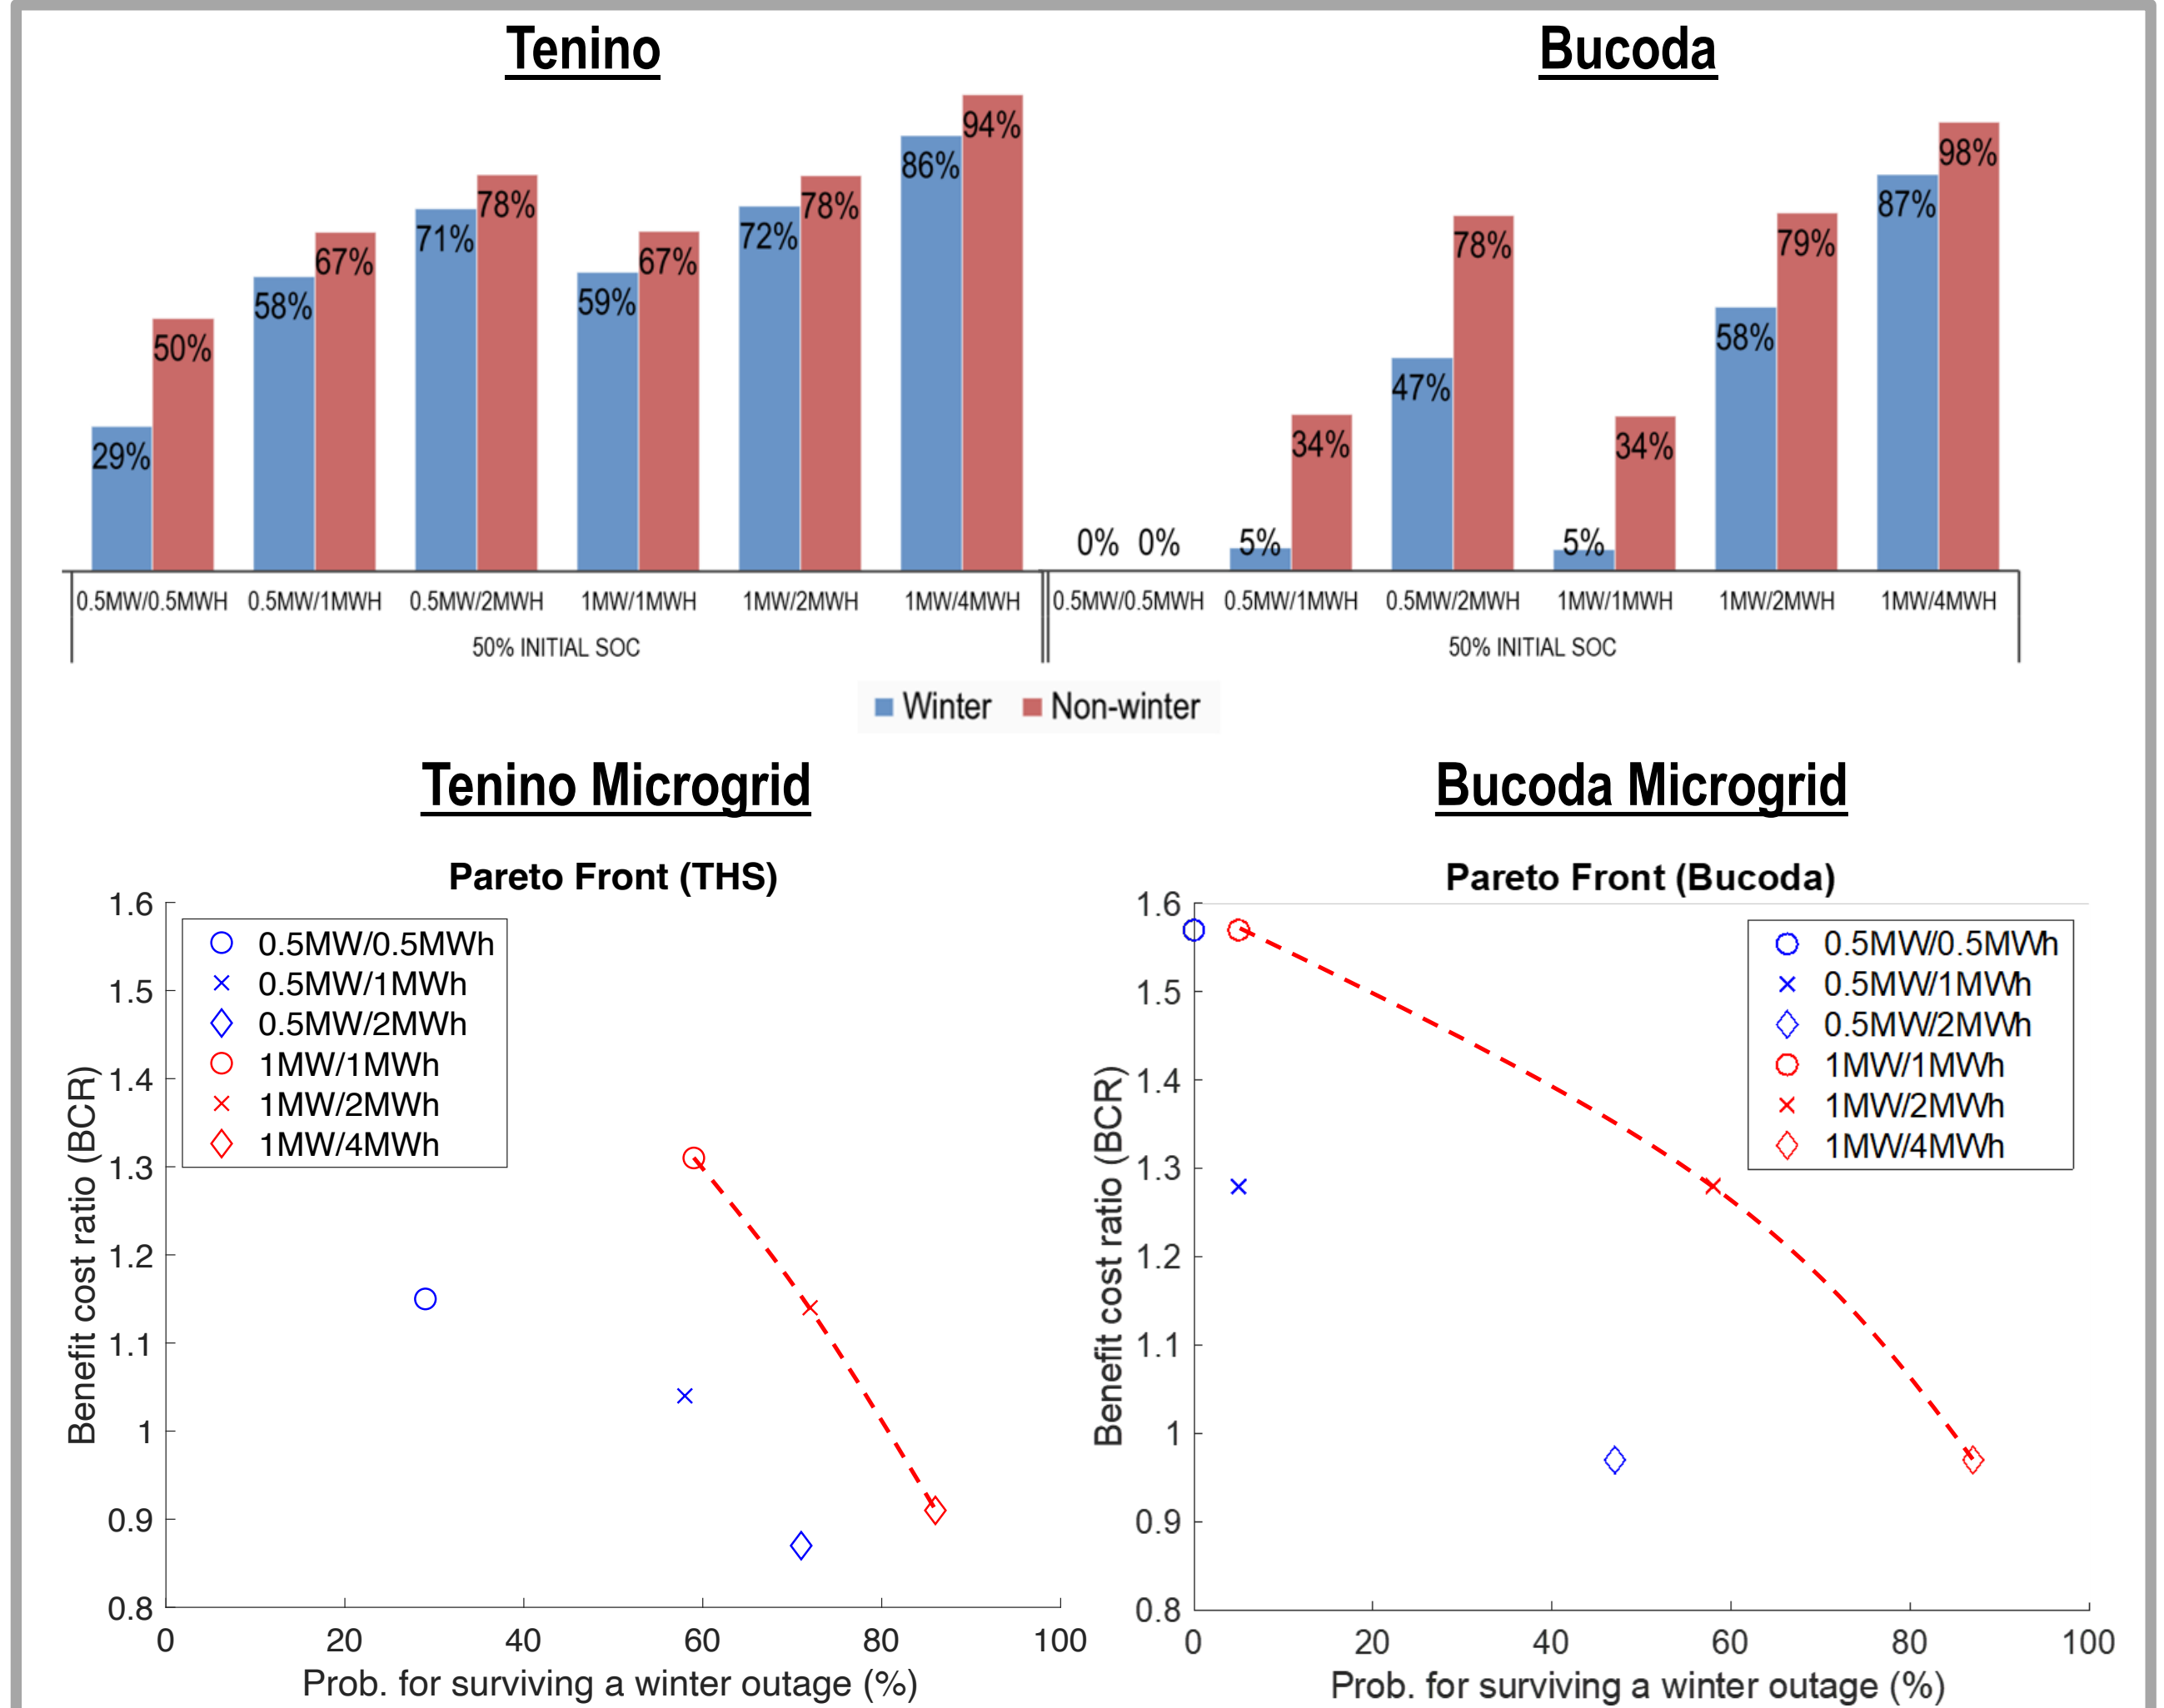 Tenino
Bucoda
29%
50%
58%
67%
71%
78%
59%
67%
72%
78%
86%
94%
0% 0%
5%
34%
47%
78%
5%
34%
58%
79%
87%
98%
0.5MW/0.5MWH 0.5MW/1MWH 0.5MW/2MWH 1MW/1MWH 1MW/2MWH 1MW/4MWH
50% INITIAL SOC
0.5MW/0.5MWH 0.5MW/1MWH 0.5MW/2MWH 1MW/1MWH 1MW/2MWH 1MW/4MWH
50% INITIAL SOC
Winter Non-winter
Tenino Microgrid
Pareto Front (THS)
0.5MW/0.5MWh
0.5MW/1MWh
0.5MW/2MWh
1MW/1MWh
1MW/2MWh
1MW/4MWh
Benefit cost ratio (BCR)
1.6
1.5
1.4
1.3
1.2
1.1
1
0.9
0.8
0 20 40 60 80 100
Prob. for surviving a winter outage (%)
Bucoda Microgrid
Pareto Front (Bucoda)
0.5MW/0.5MWh
0.5MW/1MWh
0.5MW/2MWh
1MW/1MWh
1MW/2MWh
1MW/4MWh
Benefit cost ratio (BCR)
1.6
1.5
1.4
1.3
1.2
1.1
1
0.9
0.8
0 20 40 60 80 100
Prob. for surviving a winter outage (%)